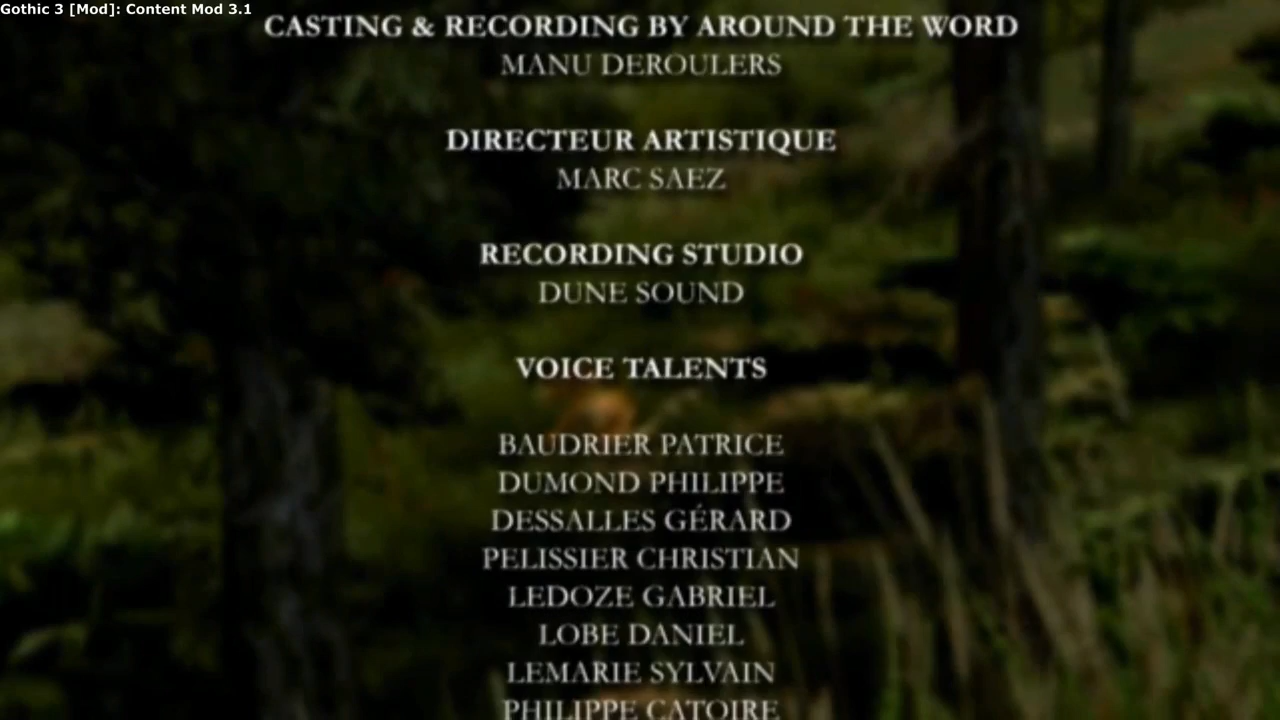 Gothic 3 [Mod]: Content Mod 3.1
CASTING & RECORDING BY AROUND THE WORD
MANU DEROULERS
DIRECTEUR ARTISTIQUE
MARC SAEZ
RECORDING STUDIO
DUNE SOUND
VOICE TALENTS
BAUDRIER PATRICE
DUMOND PHILIPPE
DESSALLES GÉRARD
PELISSIER CHRISTIAN
LEDOZE GABRIEL
LOBE DANIEL
LEMARIE SYLVAIN
PHILIPPE CATOIRE